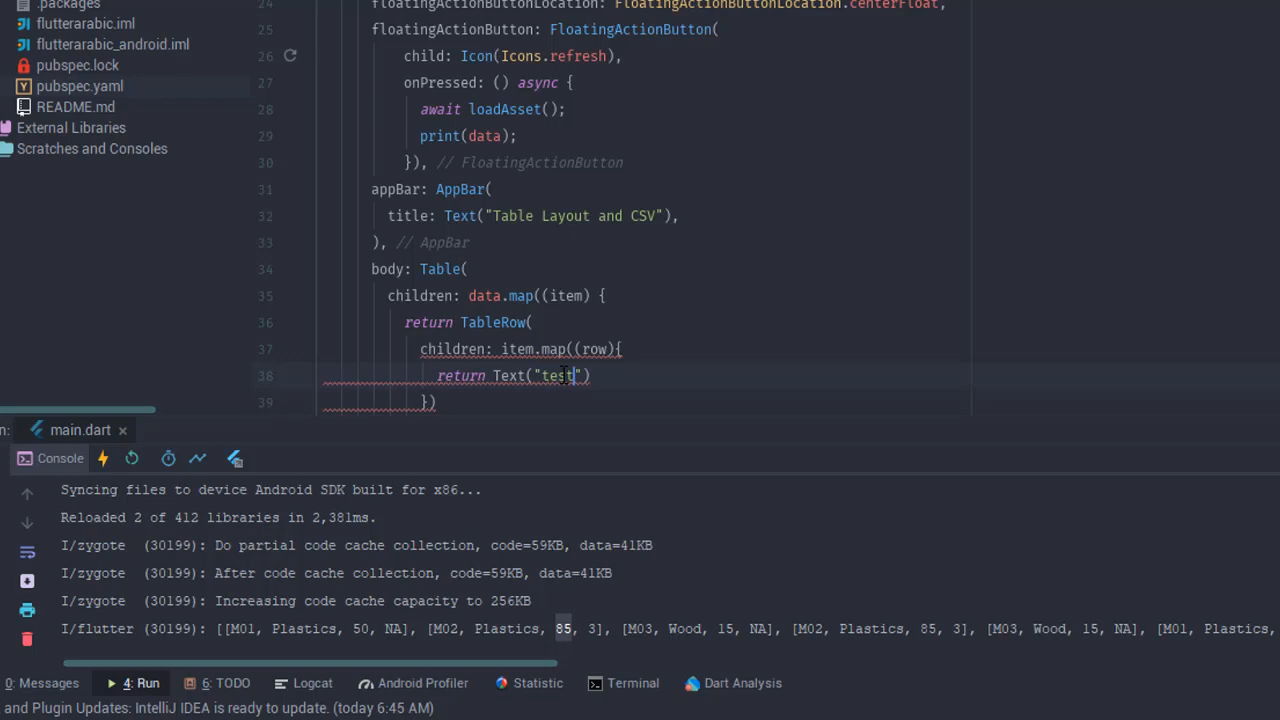 .packages
flutterarabic.iml
flutterarabic_android.iml
pubspec.lock
pubspec.yaml
README.md
External Libraries
Scratches and Consoles
24 floatingActionButtonLocation: FloatingActionButtonLocation.centerFloat,
25 floatingActionButton: FloatingActionButton(
26 child: Icon(Icons.refresh),
27 onPressed: () async {
28 await loadAsset();
29 print(data);
30 }), // FloatingActionButton
31 appBar: AppBar(
32 title: Text("Table Layout and CSV"),
33 ), // AppBar
34 body: Table(
35 children: data.map((item) {
36 return TableRow(
37 children: item.map((row){
38 return Text("test")
39 })
n: main.dart ×
Console
Syncing files to device Android SDK built for x86...
Reloaded 2 of 412 libraries in 2,381ms.
I/zygote (30199): Do partial code cache collection, code=59KB, data=41KB
I/zygote (30199): After code cache collection, code=59KB, data=41KB
I/zygote (30199): Increasing code cache capacity to 256KB
I/flutter (30199): [[M01, Plastics, 50, NA], [M02, Plastics, 85, 3], [M03, Wood, 15, NA], [M02, Plastics, 85, 3], [M03, Wood, 15, NA], [M01, Plastics,
0: Messages 4: Run 6: TODO Logcat Android Profiler Statistic Terminal Dart Analysis
and Plugin Updates: IntelliJ IDEA is ready to update. (today 6:45 AM)